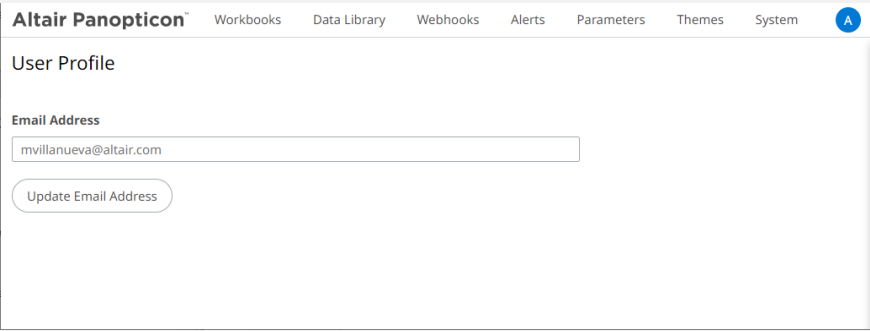 Altair Panopticon™ Workbooks Data Library Webhooks Alerts Parameters Themes System A
User Profile
Email Address
mvillanueva@altair.com
Update Email Address